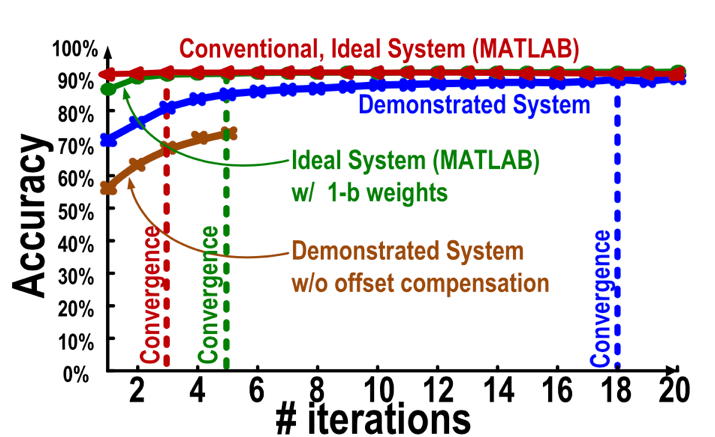 100%
90%
80%
70%
60%
50%
40%
30%
20%
10%
0%
Accuracy
Conventional, Ideal System (MATLAB)
Demonstrated System
Ideal System (MATLAB)
w/ 1-b weights
Demonstrated System
w/o offset compensation
Convergence
Convergence
Convergence
2 4 6 8 10 12 14 16 18 20
# iterations